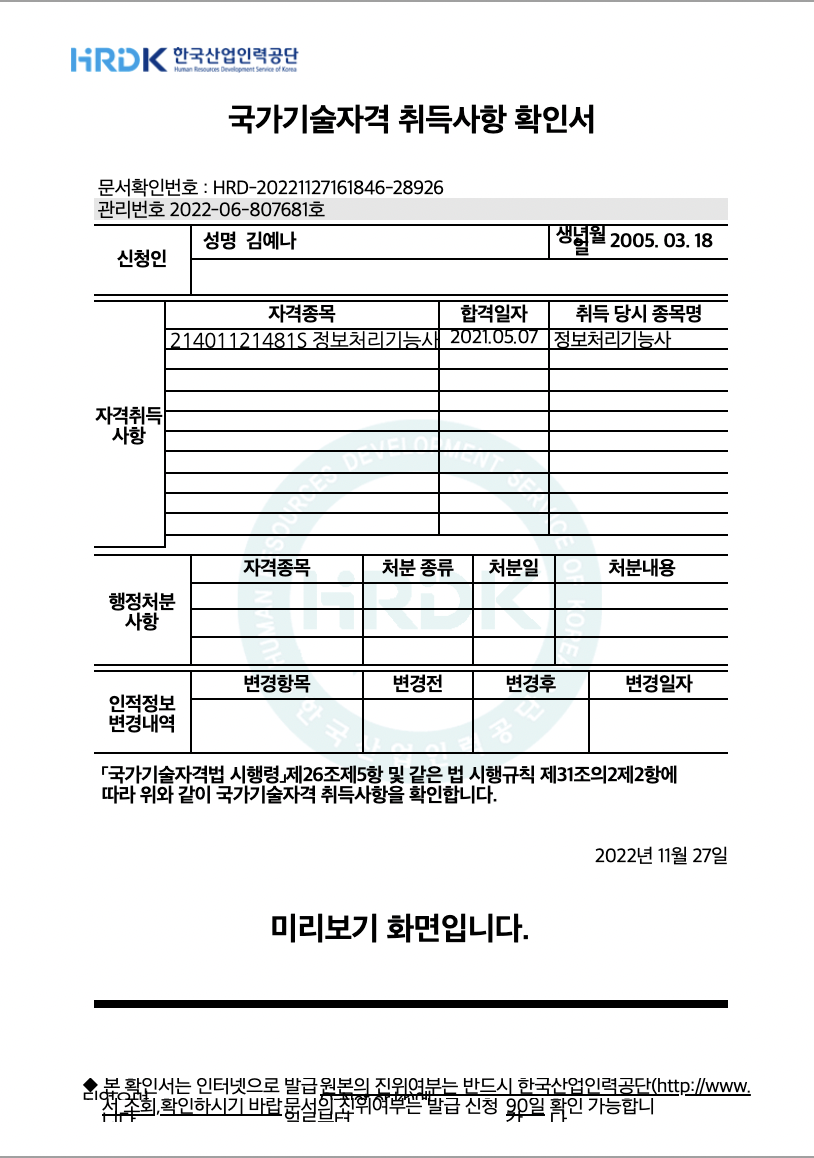 HRDK 한국산업인력공단
Human Resources Development Service of Korea
국가기술자격 취득사항 확인서
문서확인번호 : HRD-20221127161846-28926
관리번호 2022-06-807681호
신청인
성명 김예나
생년월일 2005. 03. 18
자격취득
사항
자격종목 합격일자 취득 당시 종목명
21401121481S 정보처리기능사 2021.05.07 정보처리기능사
행정처분
사항
자격종목 처분 종류 처분일 처분내용
인적정보
변경내역
변경항목 변경전 변경후 변경일자
「국가기술자격법 시행령」제26조제5항 및 같은 법 시행규칙 제31조의2제2항에
따라 위와 같이 국가기술자격 취득사항을 확인합니다.
2022년 11월 27일
미리보기 화면입니다.
◆ 본 확인서는 인터넷으로 발급 원본의 진위여부는 반드시 한국산업인력공단(http://www.
서 조회,확인하시기 바랍 문서의 진위여부는 발급 신청 90일 확인 가능합니
HUMAN RESOURCES DEVELOPMENT SERVICE OF KOREA
HRDK
한국산업인력공단